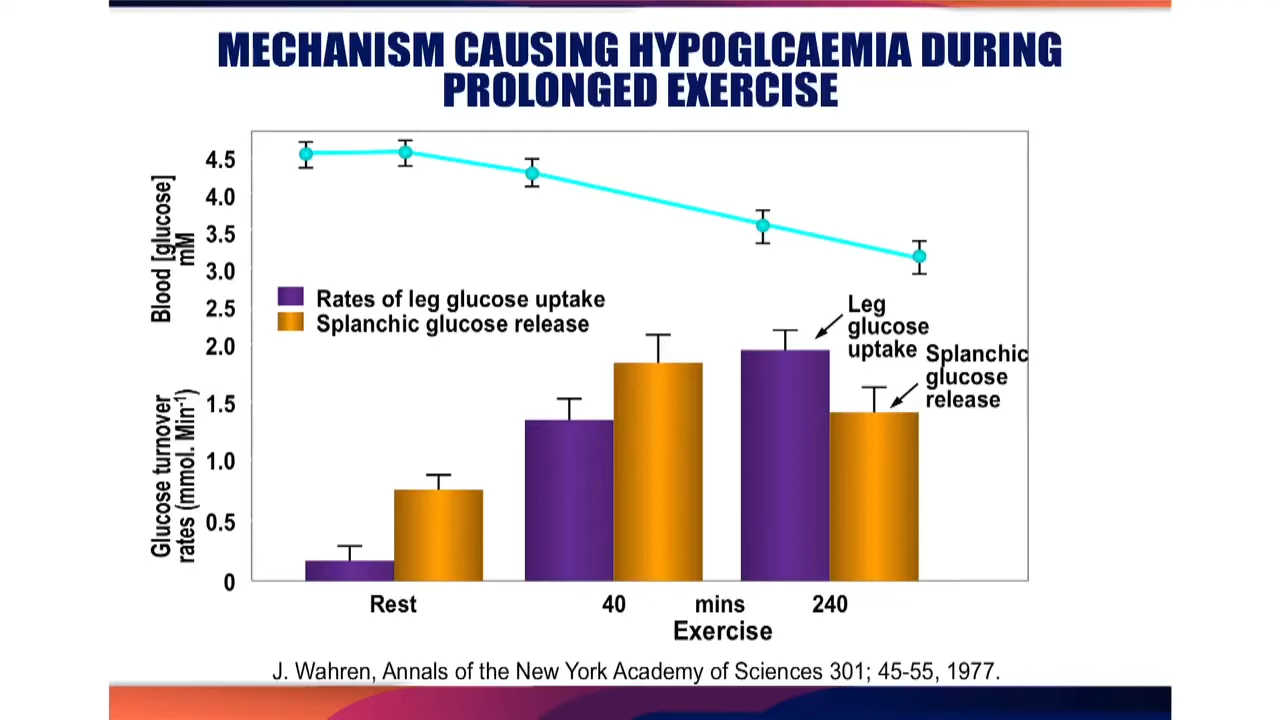 MECHANISM CAUSING HYPOGLCAEMIA DURING
PROLONGED EXERCISE
Blood [glucose]
mM
4.5
4.0
3.5
3.0
2.5
2.0
Rates of leg glucose uptake
Splanchic glucose release
Leg
glucose
uptake
Splanchic
glucose
release
Glucose turnover
rates (mmol. Min⁻¹)
1.5
1.0
0.5
0
Rest
40
mins
240
Exercise
J. Wahren, Annals of the New York Academy of Sciences 301; 45-55, 1977.